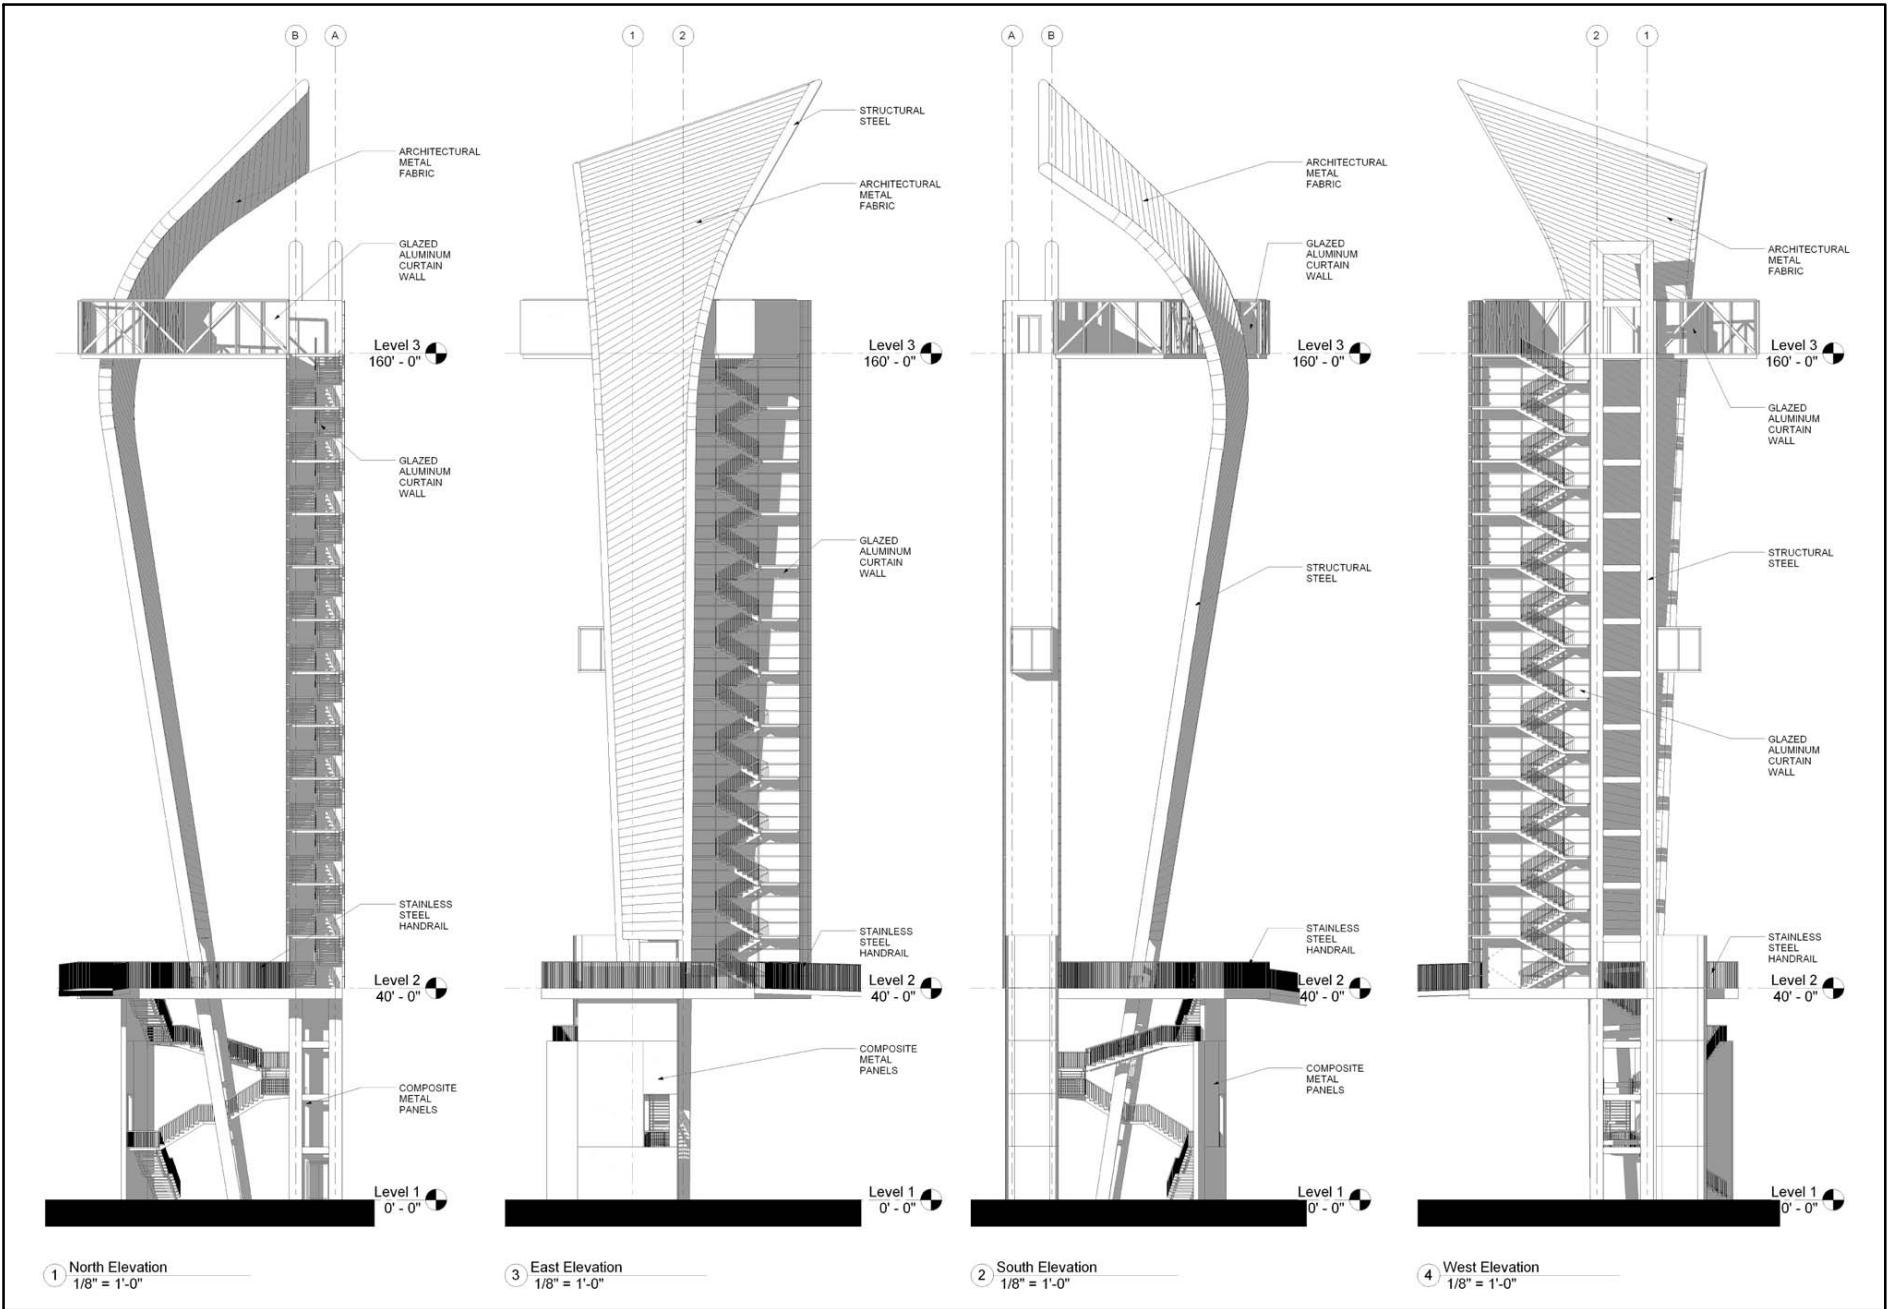 B
A
ARCHITECTURAL
METAL
FABRIC
GLAZED
ALUMINUM
CURTAIN
WALL
Level 3
160' - 0"
GLAZED
ALUMINUM
CURTAIN
WALL
STAINLESS
STEEL
HANDRAIL
Level 2
40' - 0"
COMPOSITE
METAL
PANELS
Level 1
0' - 0"
1
North Elevation
1/8" = 1'-0"
1
2
STRUCTURAL
STEEL
ARCHITECTURAL
METAL
FABRIC
Level 3
160' - 0"
GLAZED
ALUMINUM
CURTAIN
WALL
STAINLESS
STEEL
HANDRAIL
Level 2
40' - 0"
COMPOSITE
METAL
PANELS
Level 1
0' - 0"
3
East Elevation
1/8" = 1'-0"
A
B
ARCHITECTURAL
METAL
FABRIC
GLAZED
ALUMINUM
CURTAIN
WALL
Level 3
160' - 0"
STRUCTURAL
STEEL
STAINLESS
STEEL
HANDRAIL
Level 2
40' - 0"
COMPOSITE
METAL
PANELS
Level 1
0' - 0"
2
South Elevation
1/8" = 1'-0"
2
1
ARCHITECTURAL
METAL
FABRIC
Level 3
160' - 0"
GLAZED
ALUMINUM
CURTAIN
WALL
STRUCTURAL
STEEL
GLAZED
ALUMINUM
CURTAIN
WALL
STAINLESS
STEEL
HANDRAIL
Level 2
40' - 0"
Level 1
0' - 0"
4
West Elevation
1/8" = 1'-0"